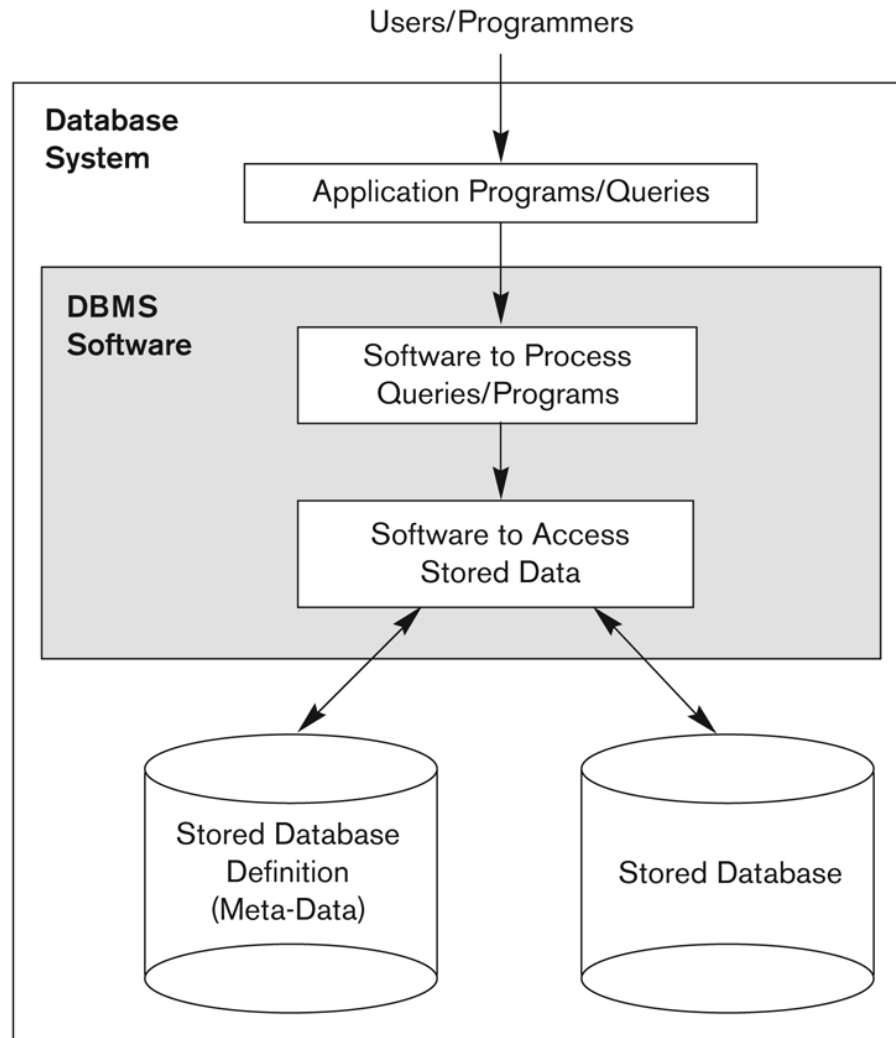 Users/Programmers
Database
System
Application Programs/Queries
DBMS
Software
Software to Process
Queries/Programs
Software to Access
Stored Data
Stored Database
Definition
(Meta-Data)
Stored Database